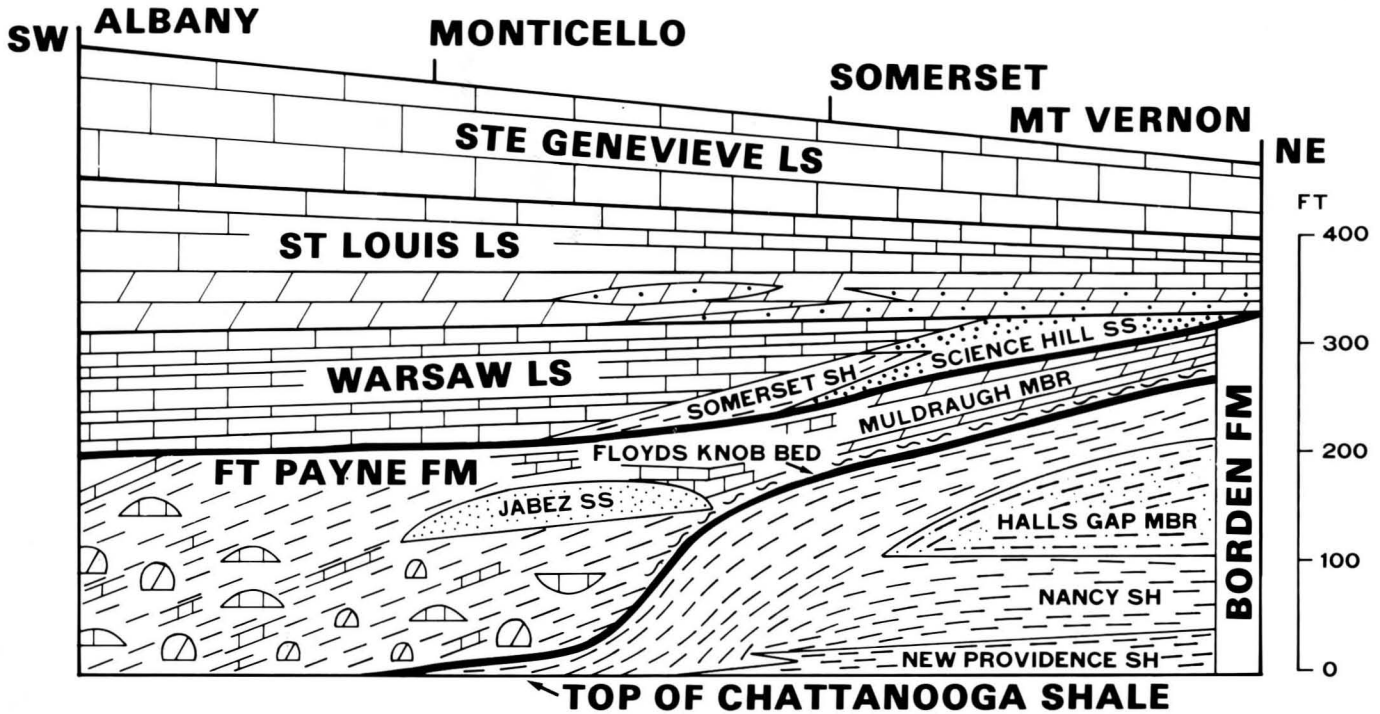 SW
ALBANY
MONTICELLO
SOMERSET
MT VERNON
NE
STE GENEVIEVE LS
FT
400
ST LOUIS LS
300
SCIENCE HILL SS
WARSAW LS
SOMERSET SH
MULDRAUGH MBR
FLOYDS KNOB BED
200
FT PAYNE FM
JABEZ SS
HALLS GAP MBR
BORDEN FM
100
NANCY SH
NEW PROVIDENCE SH
0
TOP OF CHATTANOOGA SHALE